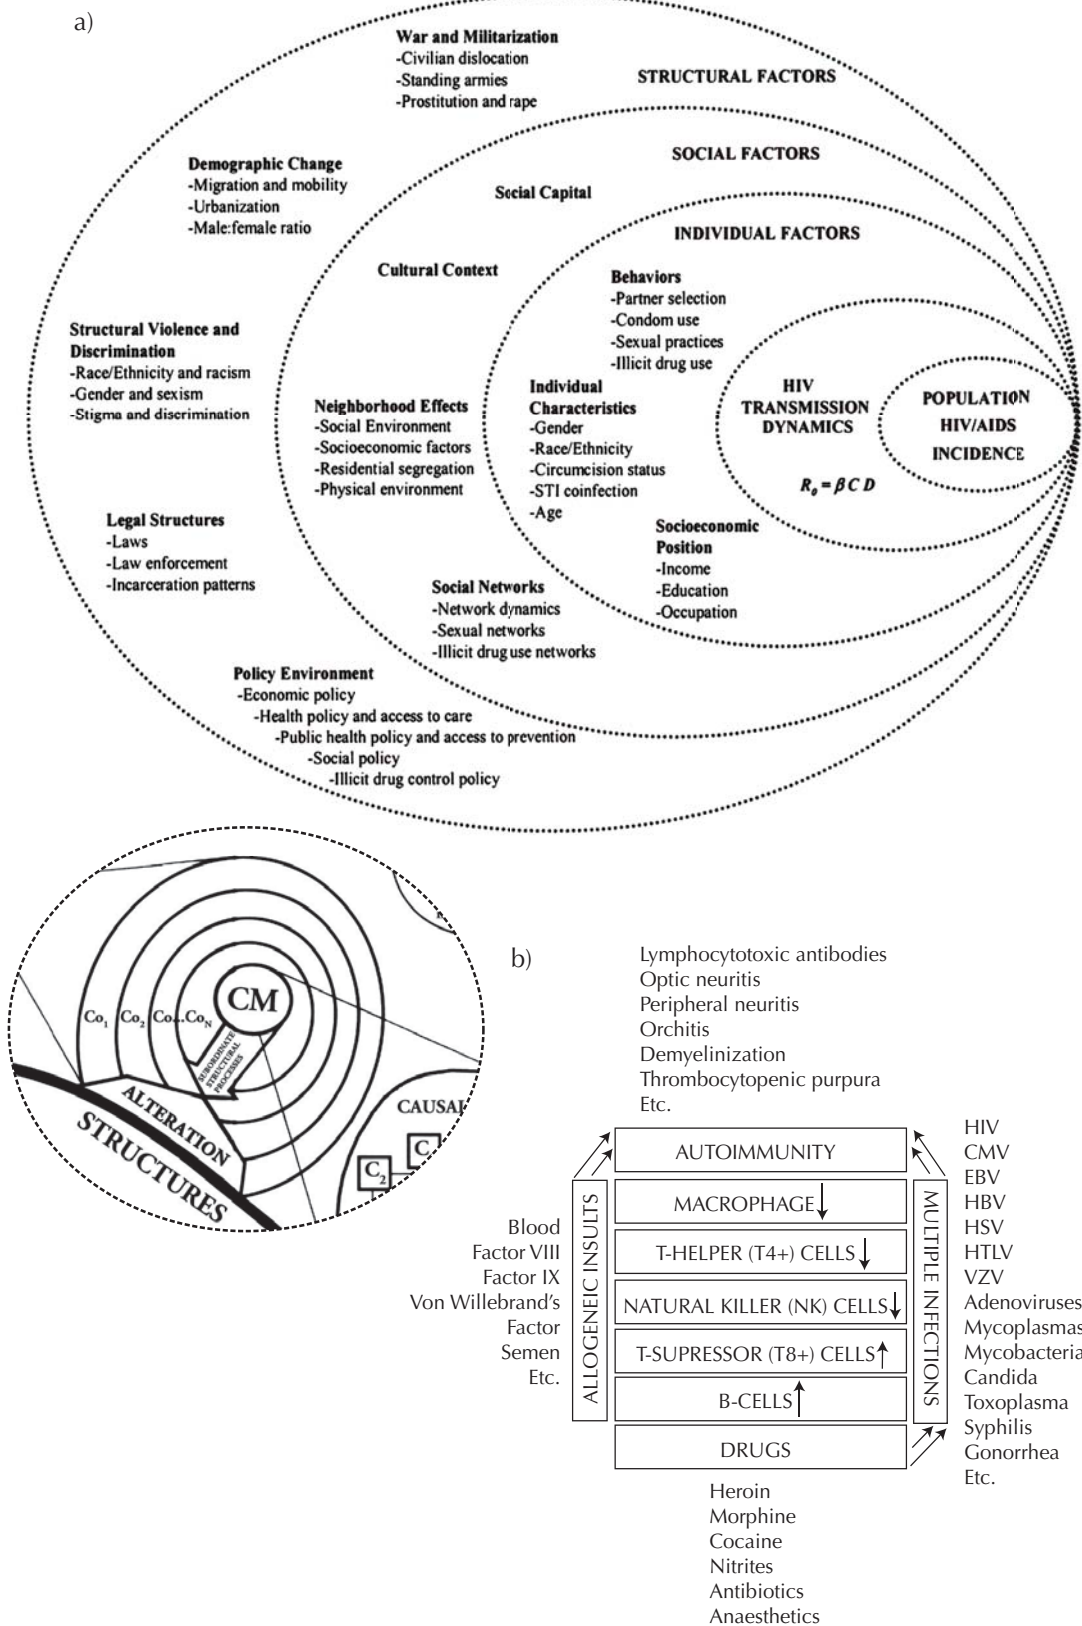 a)
War and Militarization
-Civilian dislocation
-Standing armies
-Prostitution and rape
STRUCTURAL FACTORS
SOCIAL FACTORS
Demographic Change
-Migration and mobility
-Urbanization
-Male:female ratio
Social Capital
INDIVIDUAL FACTORS
Cultural Context
Behaviors
-Partner selection
-Condom use
-Sexual practices
-Illicit drug use
Structural Violence and
Discrimination
-Race/Ethnicity and racism
-Gender and sexism
-Stigma and discrimination
Neighborhood Effects
-Social Environment
-Socioeconomic factors
-Residential segregation
-Physical environment
Individual
Characteristics
-Gender
-Race/Ethnicity
-Circumcision status
-STI coinfection
-Age
HIV
TRANSMISSION
DYNAMICS
R₀ = β C D
POPULATION
HIV/AIDS
INCIDENCE
Legal Structures
-Laws
-Law enforcement
-Incarceration patterns
Socioeconomic
Position
-Income
-Education
-Occupation
Social Networks
-Network dynamics
-Sexual networks
-Illicit drug use networks
Policy Environment
-Economic policy
-Health policy and access to care
-Public health policy and access to prevention
-Social policy
-Illicit drug control policy
CM
Co₁ Co₂ Co...Co_N
SUBORDINATE
STRUCTURAL
PROCESSES
ALTERATION
STRUCTURES
CAUSAL
C₂
C
b)
Lymphocytotoxic antibodies
Optic neuritis
Peripheral neuritis
Orchitis
Demyelinization
Thrombocytopenic purpura
Etc.
AUTOIMMUNITY
MACROPHAGE↓
T-HELPER (T4+) CELLS↓
NATURAL KILLER (NK) CELLS↓
T-SUPRESSOR (T8+) CELLS↑
B-CELLS↑
DRUGS
ALLOGENEIC INSULTS
Blood
Factor VIII
Factor IX
Von Willebrand's
Factor
Semen
Etc.
MULTIPLE INFECTIONS
HIV
CMV
EBV
HBV
HSV
HTLV
VZV
Adenoviruses
Mycoplasmas
Mycobacteria
Candida
Toxoplasma
Syphilis
Gonorrhea
Etc.
Heroin
Morphine
Cocaine
Nitrites
Antibiotics
Anaesthetics